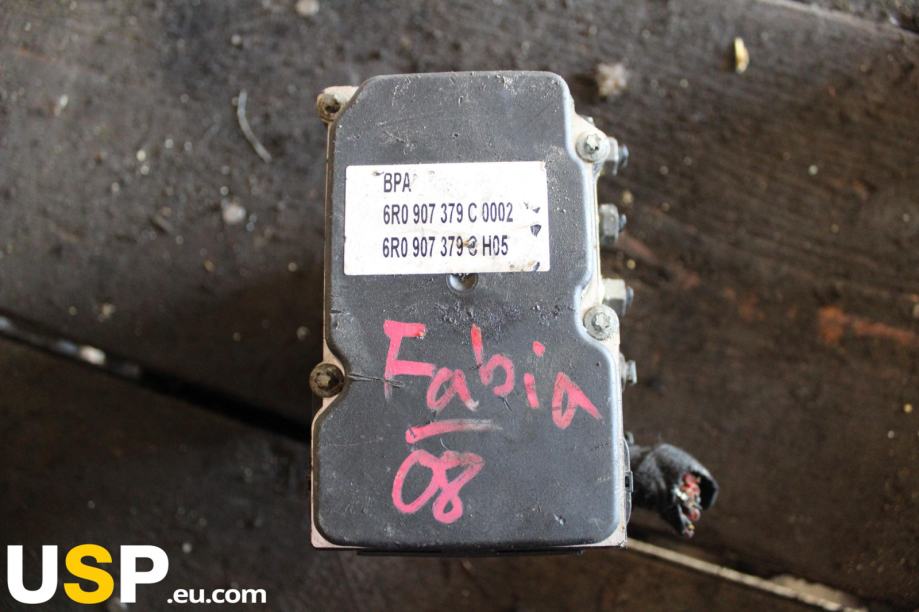 BPA
6R0 907 379 C 0002
6R0 907 379 C H05
Fabia
08
USP.eu.com